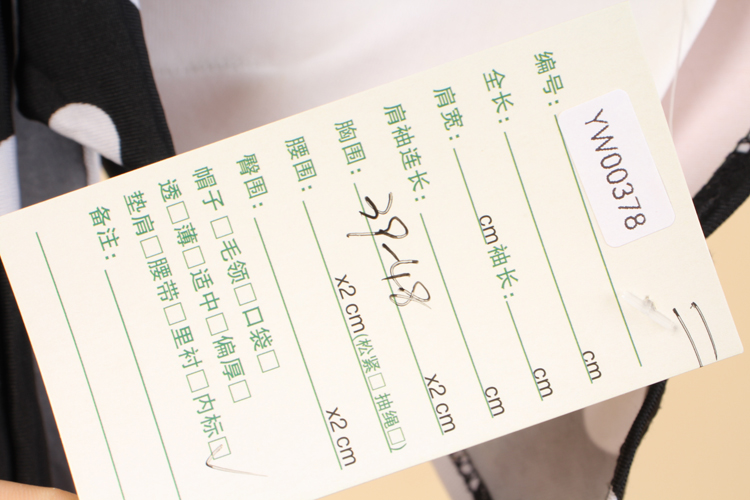 编号: YW00378
全长: cm
肩宽: cm 袖长: cm
肩袖连长: cm
胸围: 39-48 x2 cm
腰围: x2 cm(松紧□ 抽绳□)
臀围: x2 cm
帽子□毛领□口袋□
透□薄□适中□偏厚□
垫肩□腰带□里衬□内标□
备注: